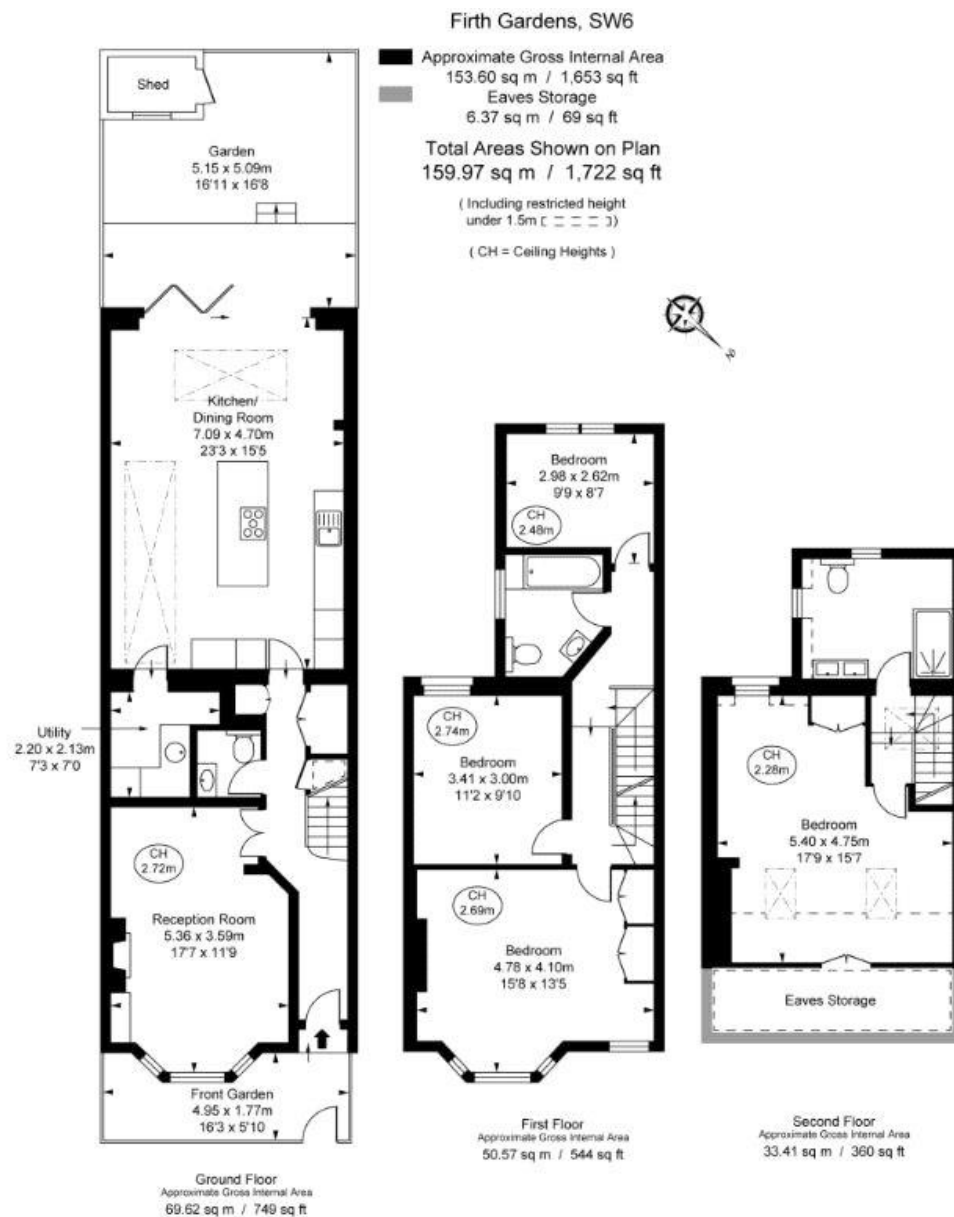 Firth Gardens, SW6
Approximate Gross Internal Area
153.60 sq m / 1,653 sq ft
Eaves Storage
6.37 sq m / 69 sq ft
Total Areas Shown on Plan
159.97 sq m / 1,722 sq ft
( Including restricted height
under 1.5m )
( CH = Ceiling Heights )
N
Shed
Garden
5.15 x 5.09m
16'11 x 16'8
Kitchen/
Dining Room
7.09 x 4.70m
23'3 x 15'5
Utility
2.20 x 2.13m
7'3 x 7'0
CH
2.72m
Reception Room
5.36 x 3.59m
17'7 x 11'9
Front Garden
4.95 x 1.77m
16'3 x 5'10
Ground Floor
Approximate Gross Internal Area
69.62 sq m / 749 sq ft
Bedroom
2.98 x 2.62m
9'9 x 8'7
CH
2.48m
CH
2.74m
Bedroom
3.41 x 3.00m
11'2 x 9'10
CH
2.69m
Bedroom
4.78 x 4.10m
15'8 x 13'5
First Floor
Approximate Gross Internal Area
50.57 sq m / 544 sq ft
CH
2.28m
Bedroom
5.40 x 4.75m
17'9 x 15'7
Eaves Storage
Second Floor
Approximate Gross Internal Area
33.41 sq m / 360 sq ft